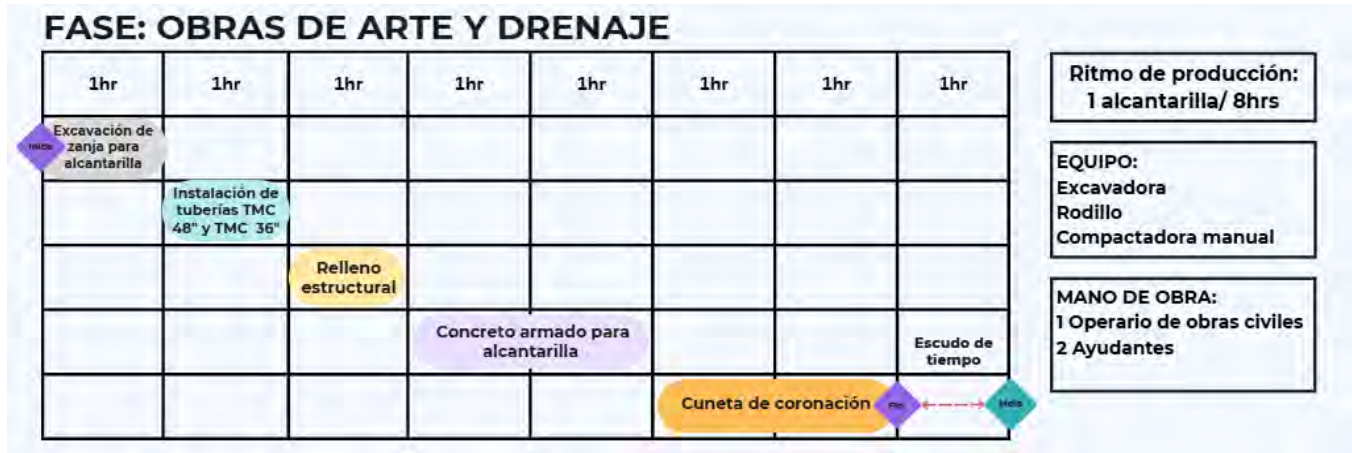 FASE: OBRAS DE ARTE Y DRENAJE
1hr 1hr 1hr 1hr 1hr 1hr 1hr 1hr
Ritmo de producción:
1 alcantarilla/ 8hrs
Inicio
Excavación de
zanja para
alcantarilla
EQUIPO:
Excavadora
Rodillo
Compactadora manual
Instalación de
tuberías TMC
48" y TMC 36"
Relleno
estructural
MANO DE OBRA:
1 Operario de obras civiles
2 Ayudantes
Concreto armado para
alcantarilla
Escudo de
tiempo
Cuneta de coronación
Fin
Meta